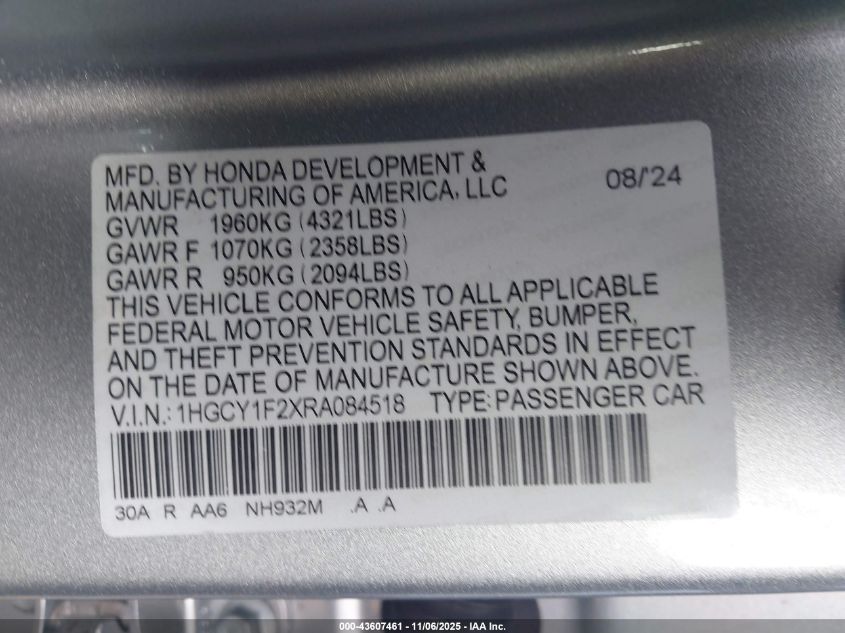 MFD. BY HONDA DEVELOPMENT &
MANUFACTURING OF AMERICA, LLC
08/'24
GVWR 1960KG (4321LBS)
GAWR F 1070KG (2358LBS)
GAWR R 950KG (2094LBS)
THIS VEHICLE CONFORMS TO ALL APPLICABLE
FEDERAL MOTOR VEHICLE SAFETY, BUMPER,
AND THEFT PREVENTION STANDARDS IN EFFECT
ON THE DATE OF MANUFACTURE SHOWN ABOVE.
V.I.N.: 1HGCY1F2XRA084518 TYPE: PASSENGER CAR
30A R AA6 NH932M .A .A
000-43607461 - 11/06/2025 - IAA Inc.